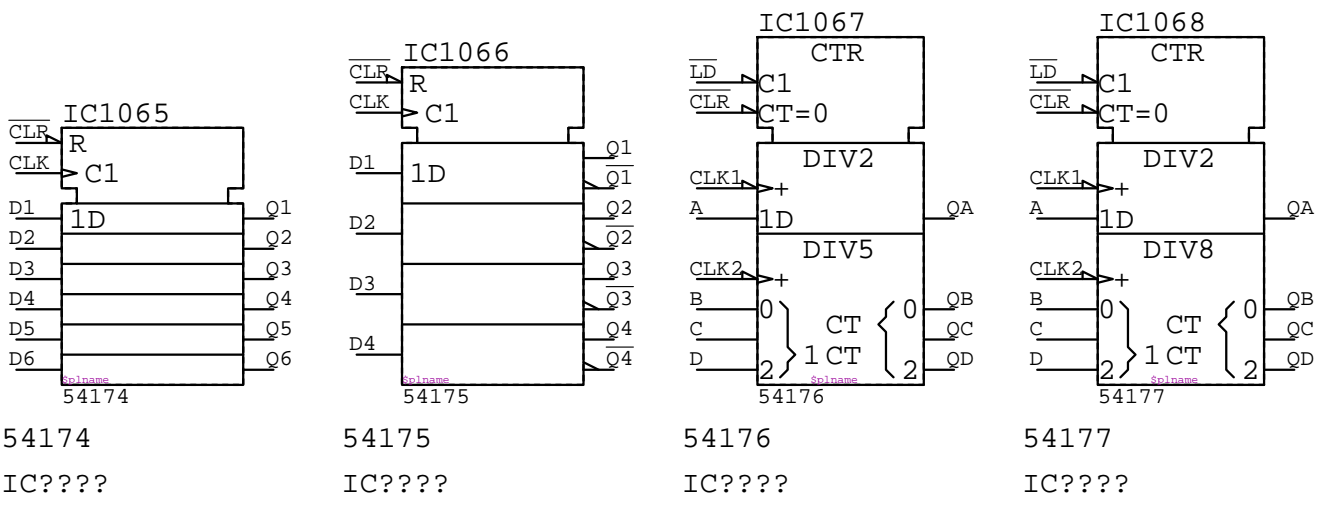 IC1065
CLR
R
CLK
C1
D1
1D
Q1
D2
Q2
D3
Q3
D4
Q4
D5
Q5
D6
Q6
$plname
54174
54174
IC????
IC1066
CLR
R
CLK
C1
D1
1D
Q1
Q1
D2
Q2
Q2
D3
Q3
Q3
D4
Q4
Q4
$plname
54175
54175
IC????
IC1067
CTR
LD
C1
CLR
CT=0
DIV2
CLK1
+
A
1D
QA
DIV5
CLK2
+
B
0
0
QB
C
CT
QC
D
1 CT
QD
2
2
$plname
54176
54176
IC????
IC1068
CTR
LD
C1
CLR
CT=0
DIV2
CLK1
+
A
1D
QA
DIV8
CLK2
+
B
0
0
QB
C
CT
QC
D
1 CT
QD
2
2
$plname
54177
54177
IC????